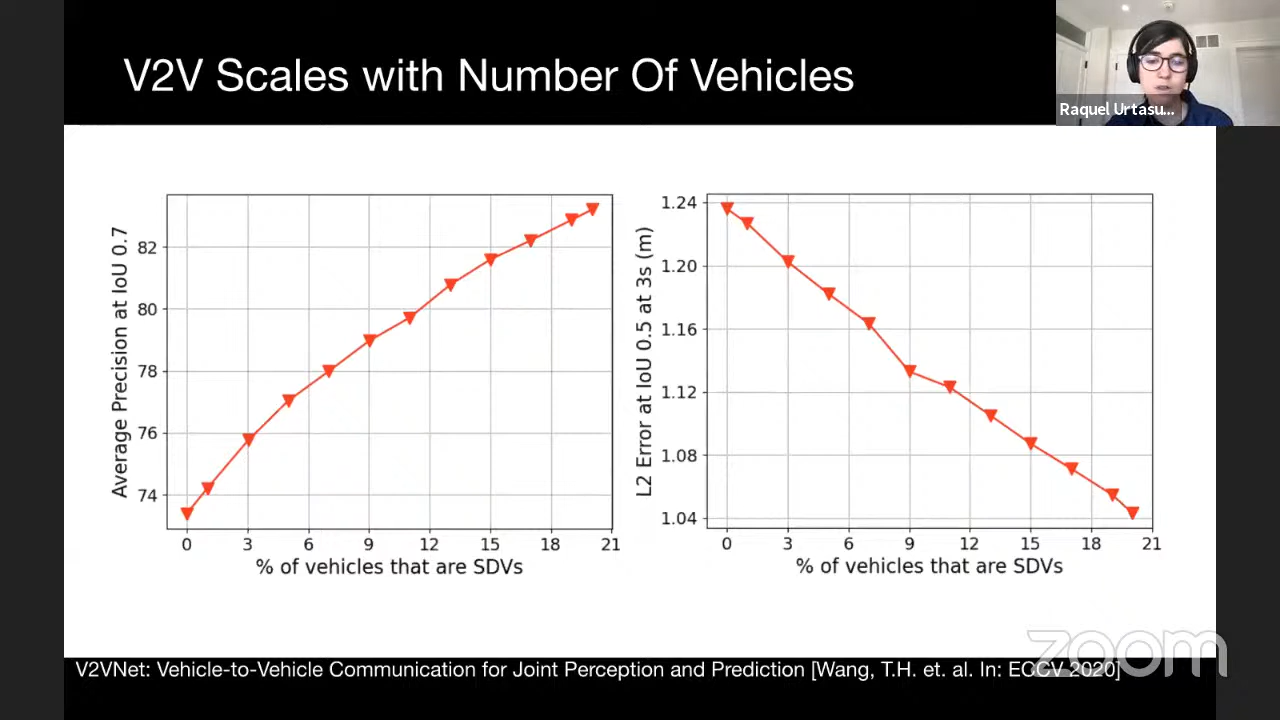 V2V Scales with Number Of Vehicles
Raquel Urtasu...
Average Precision at IoU 0.7
82
80
78
76
74
0 3 6 9 12 15 18 21
% of vehicles that are SDVs
L2 Error at IoU 0.5 at 3s (m)
1.24
1.20
1.16
1.12
1.08
1.04
0 3 6 9 12 15 18 21
% of vehicles that are SDVs
zoom
V2VNet: Vehicle-to-Vehicle Communication for Joint Perception and Prediction [Wang, T.H. et. al. In: ECCV 2020]